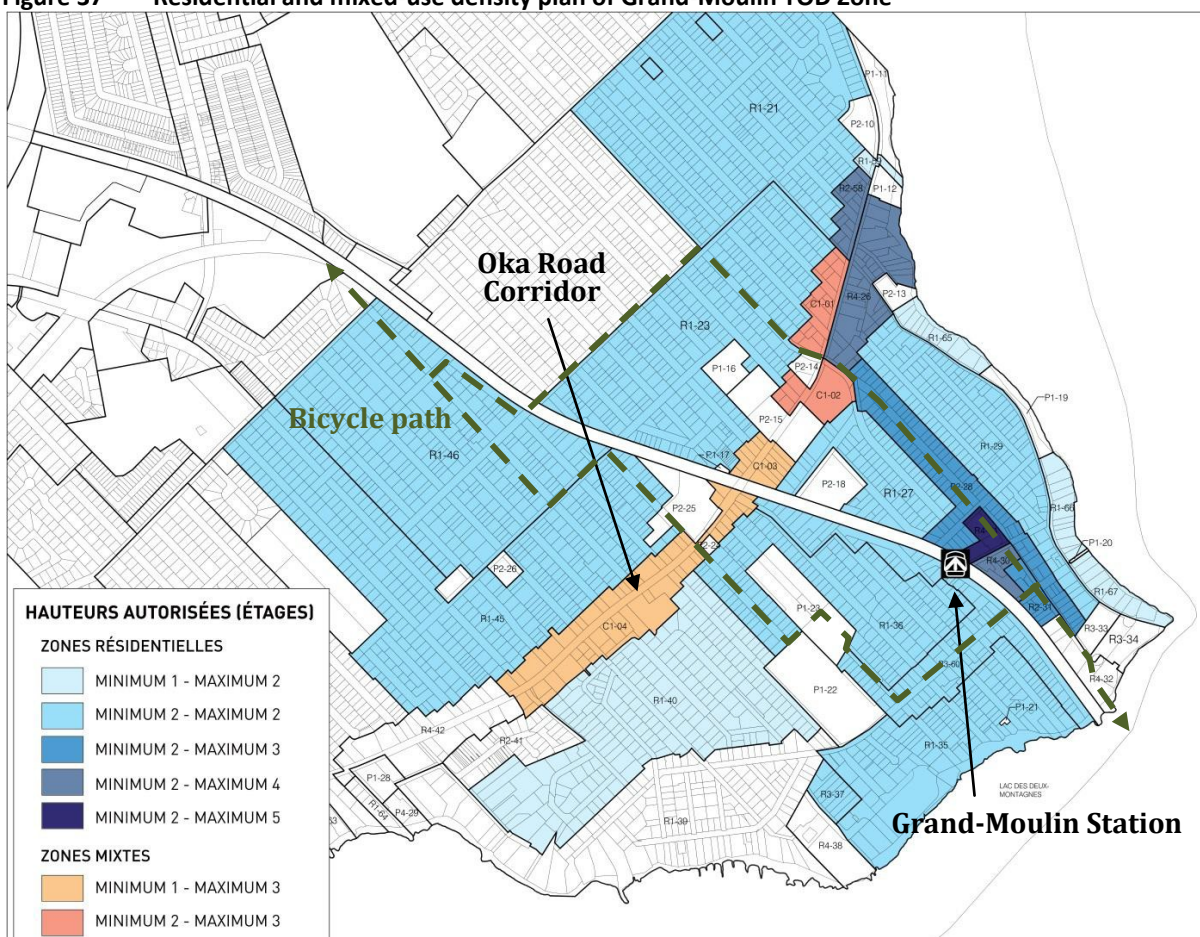 Figure 37 Residential and mixed-use density plan of Grand-Moulin TOD Zone
P1-11
R1-21
P2-10
P1-12
R2-58
Oka Road
Corridor
C1-01
R4-26
P2-13
R1-23
R1-65
P2-14
P1-16
C1-02
P1-19
Bicycle path
P2-15
R1-46
R1-29
P1-17
C1-03
P2-18
R1-27
P2-28
R1-66
P2-25
P1-20
P2-26
R4-30
R1-67
P1-23
R2-31
R3-33
R3-34
R1-45
C1-04
R1-36
R4-32
P1-22
R1-40
P1-21
R4-42
R2-41
R1-35
P1-28
R1-64
P4-29
R3-37
LAC DES DEUX-
MONTAGNES
R1-39
R4-38
Grand-Moulin Station
HAUTEURS AUTORISÉES (ÉTAGES)
ZONES RÉSIDENTIELLES
MINIMUM 1 - MAXIMUM 2
MINIMUM 2 - MAXIMUM 2
MINIMUM 2 - MAXIMUM 3
MINIMUM 2 - MAXIMUM 4
MINIMUM 2 - MAXIMUM 5
ZONES MIXTES
MINIMUM 1 - MAXIMUM 3
MINIMUM 2 - MAXIMUM 3